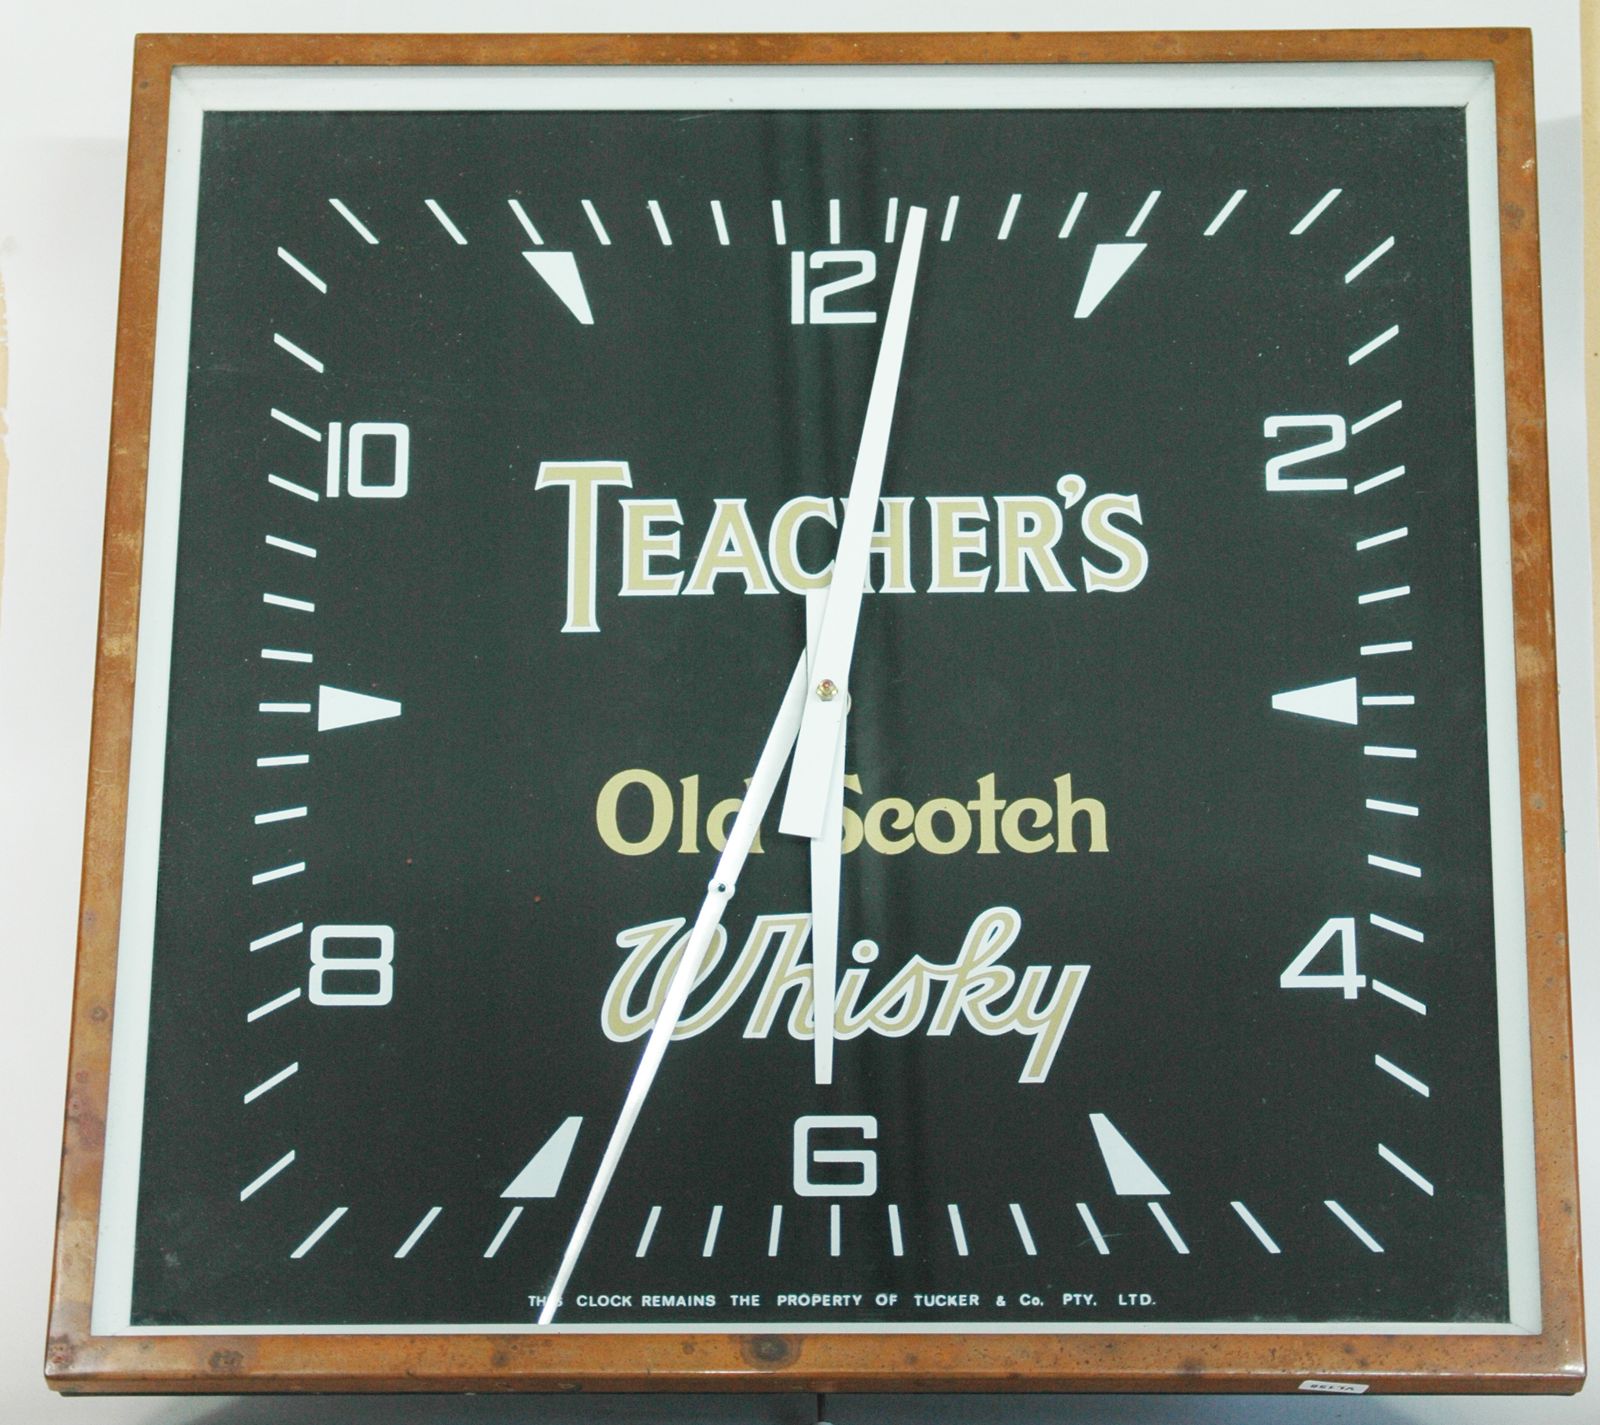 12
10
2
TEACHER'S
Old Scotch
Whisky
8
4
6
THIS CLOCK REMAINS THE PROPERTY OF TUCKER & Co. PTY. LTD.